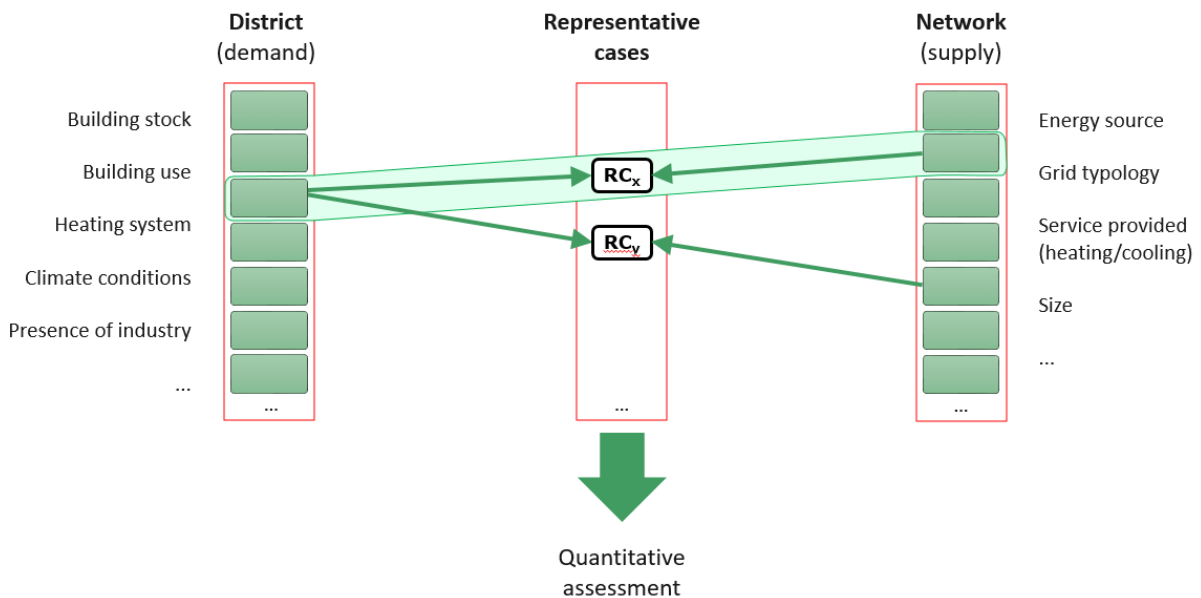 District
(demand)
Representative
cases
Network
(supply)
Building stock
Building use
Heating system
Climate conditions
Presence of industry
...
...
RCx
RCy
...
Energy source
Grid typology
Service provided
(heating/cooling)
Size
...
...
Quantitative
assessment